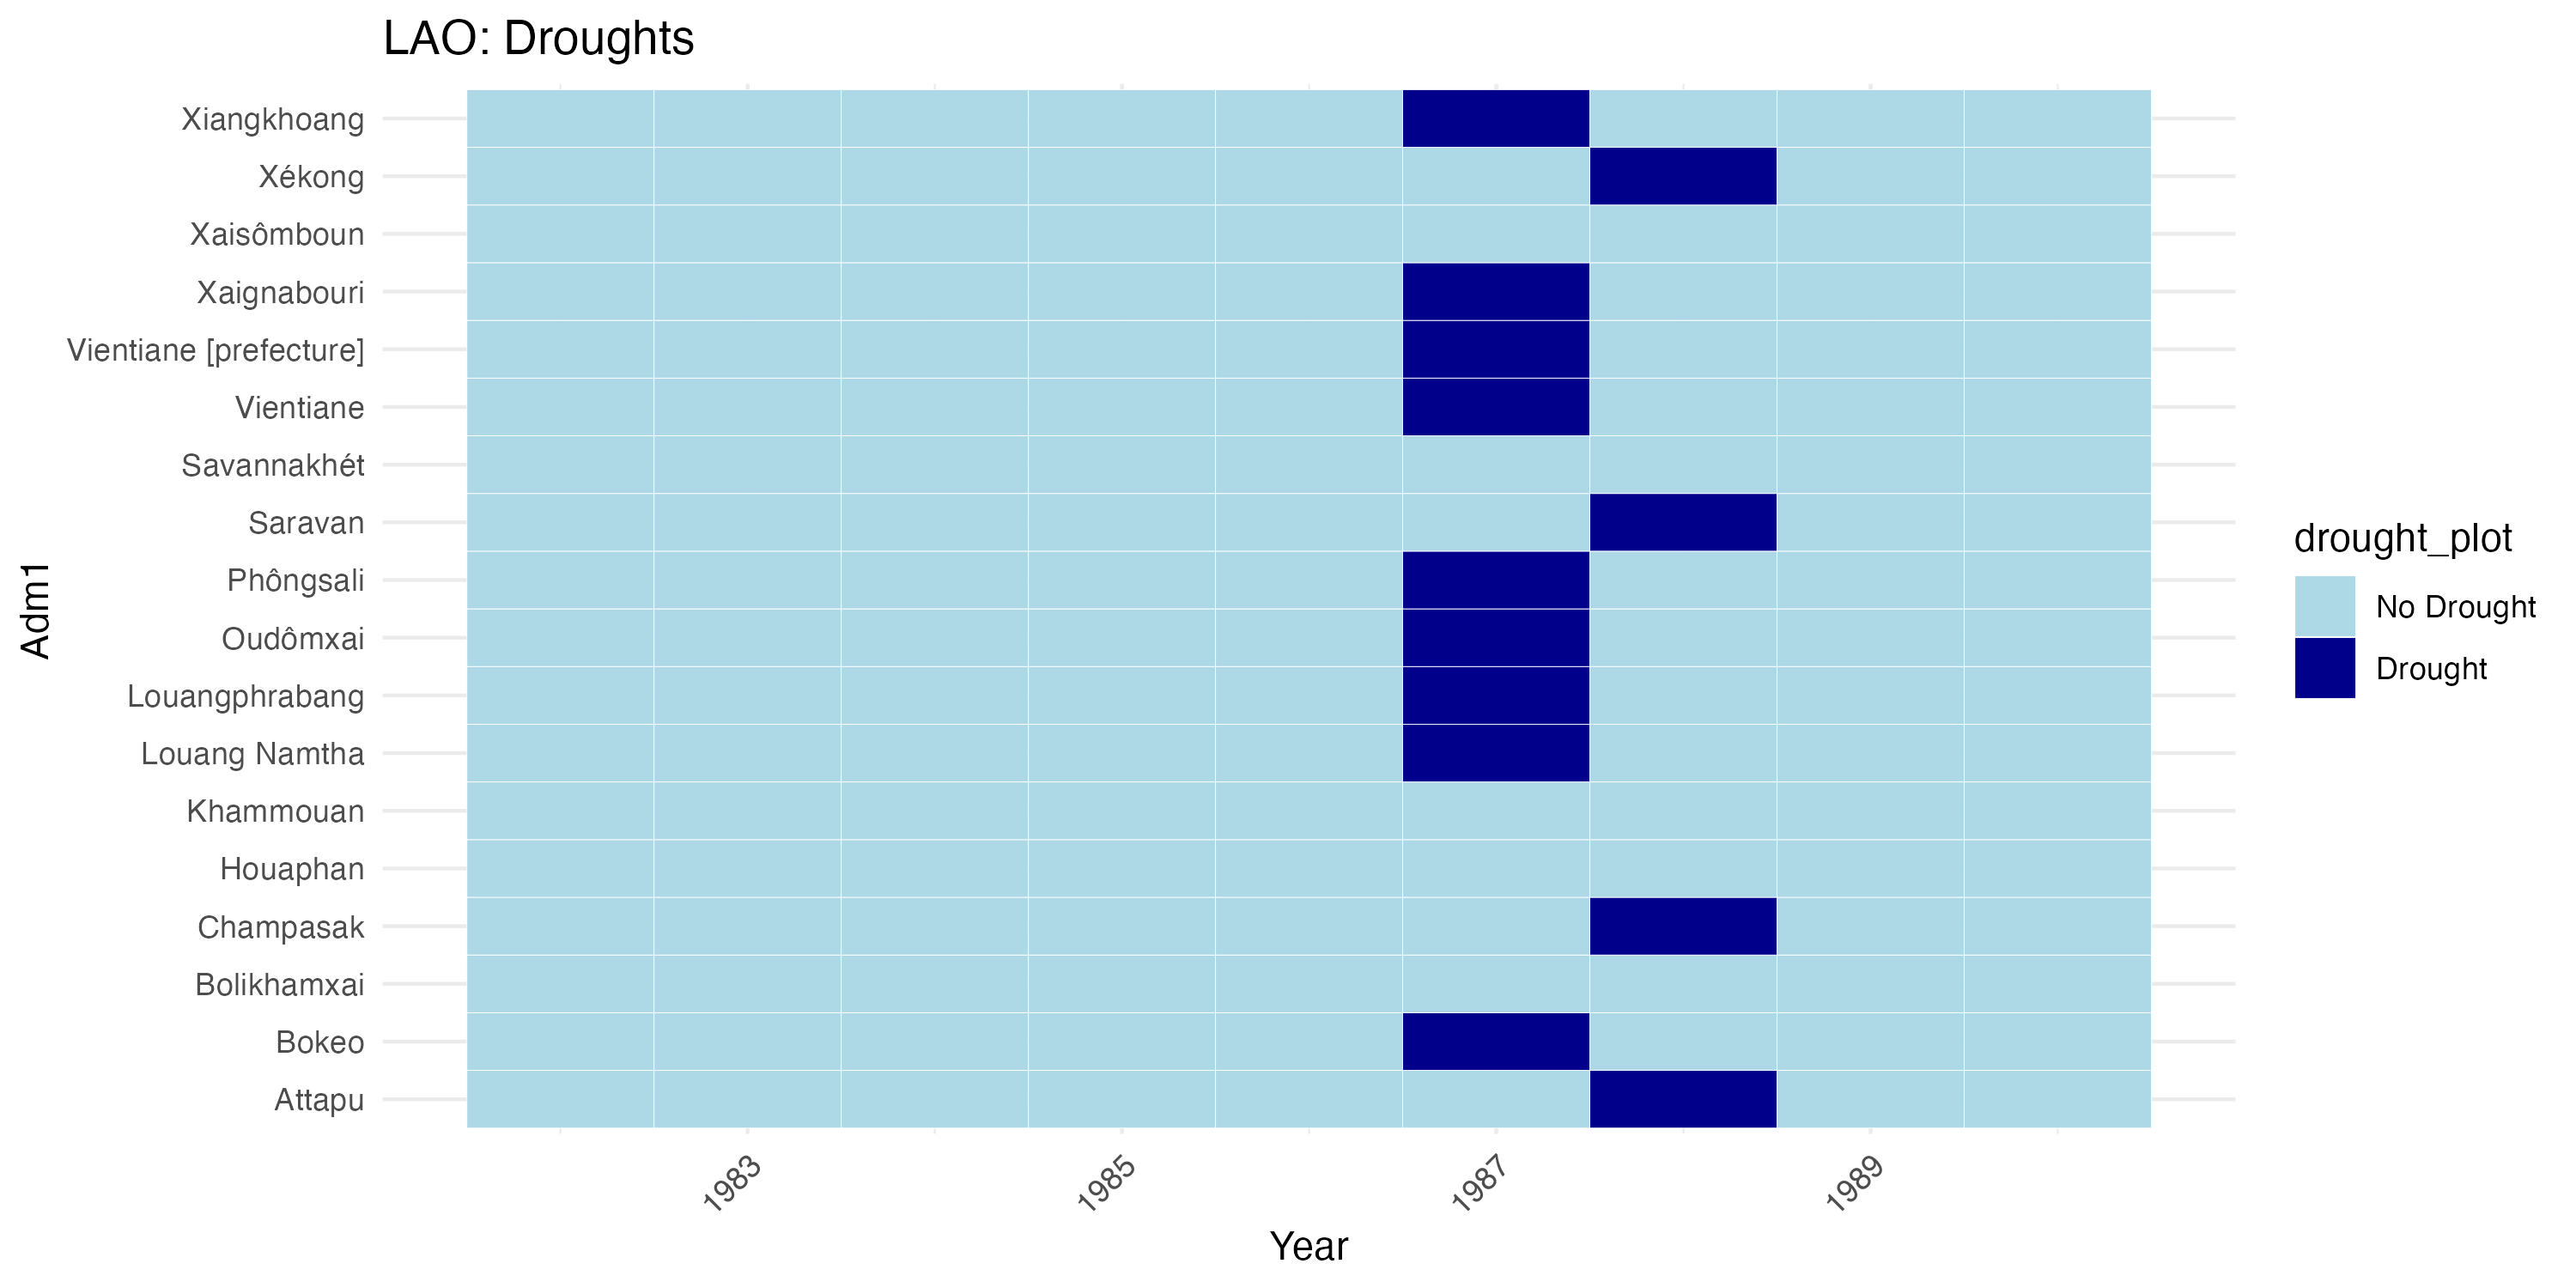 LAO: Droughts
Xiangkhoang
Xékong
Xaisômboun
Xaignabouri
Vientiane [prefecture]
Vientiane
Savannakhét
Saravan
Phôngsali
Oudômxai
Louangphrabang
Louang Namtha
Khammouan
Houaphan
Champasak
Bolikhamxai
Bokeo
Attapu
Adm1
1983
1985
1987
1989
Year
drought_plot
No Drought
Drought